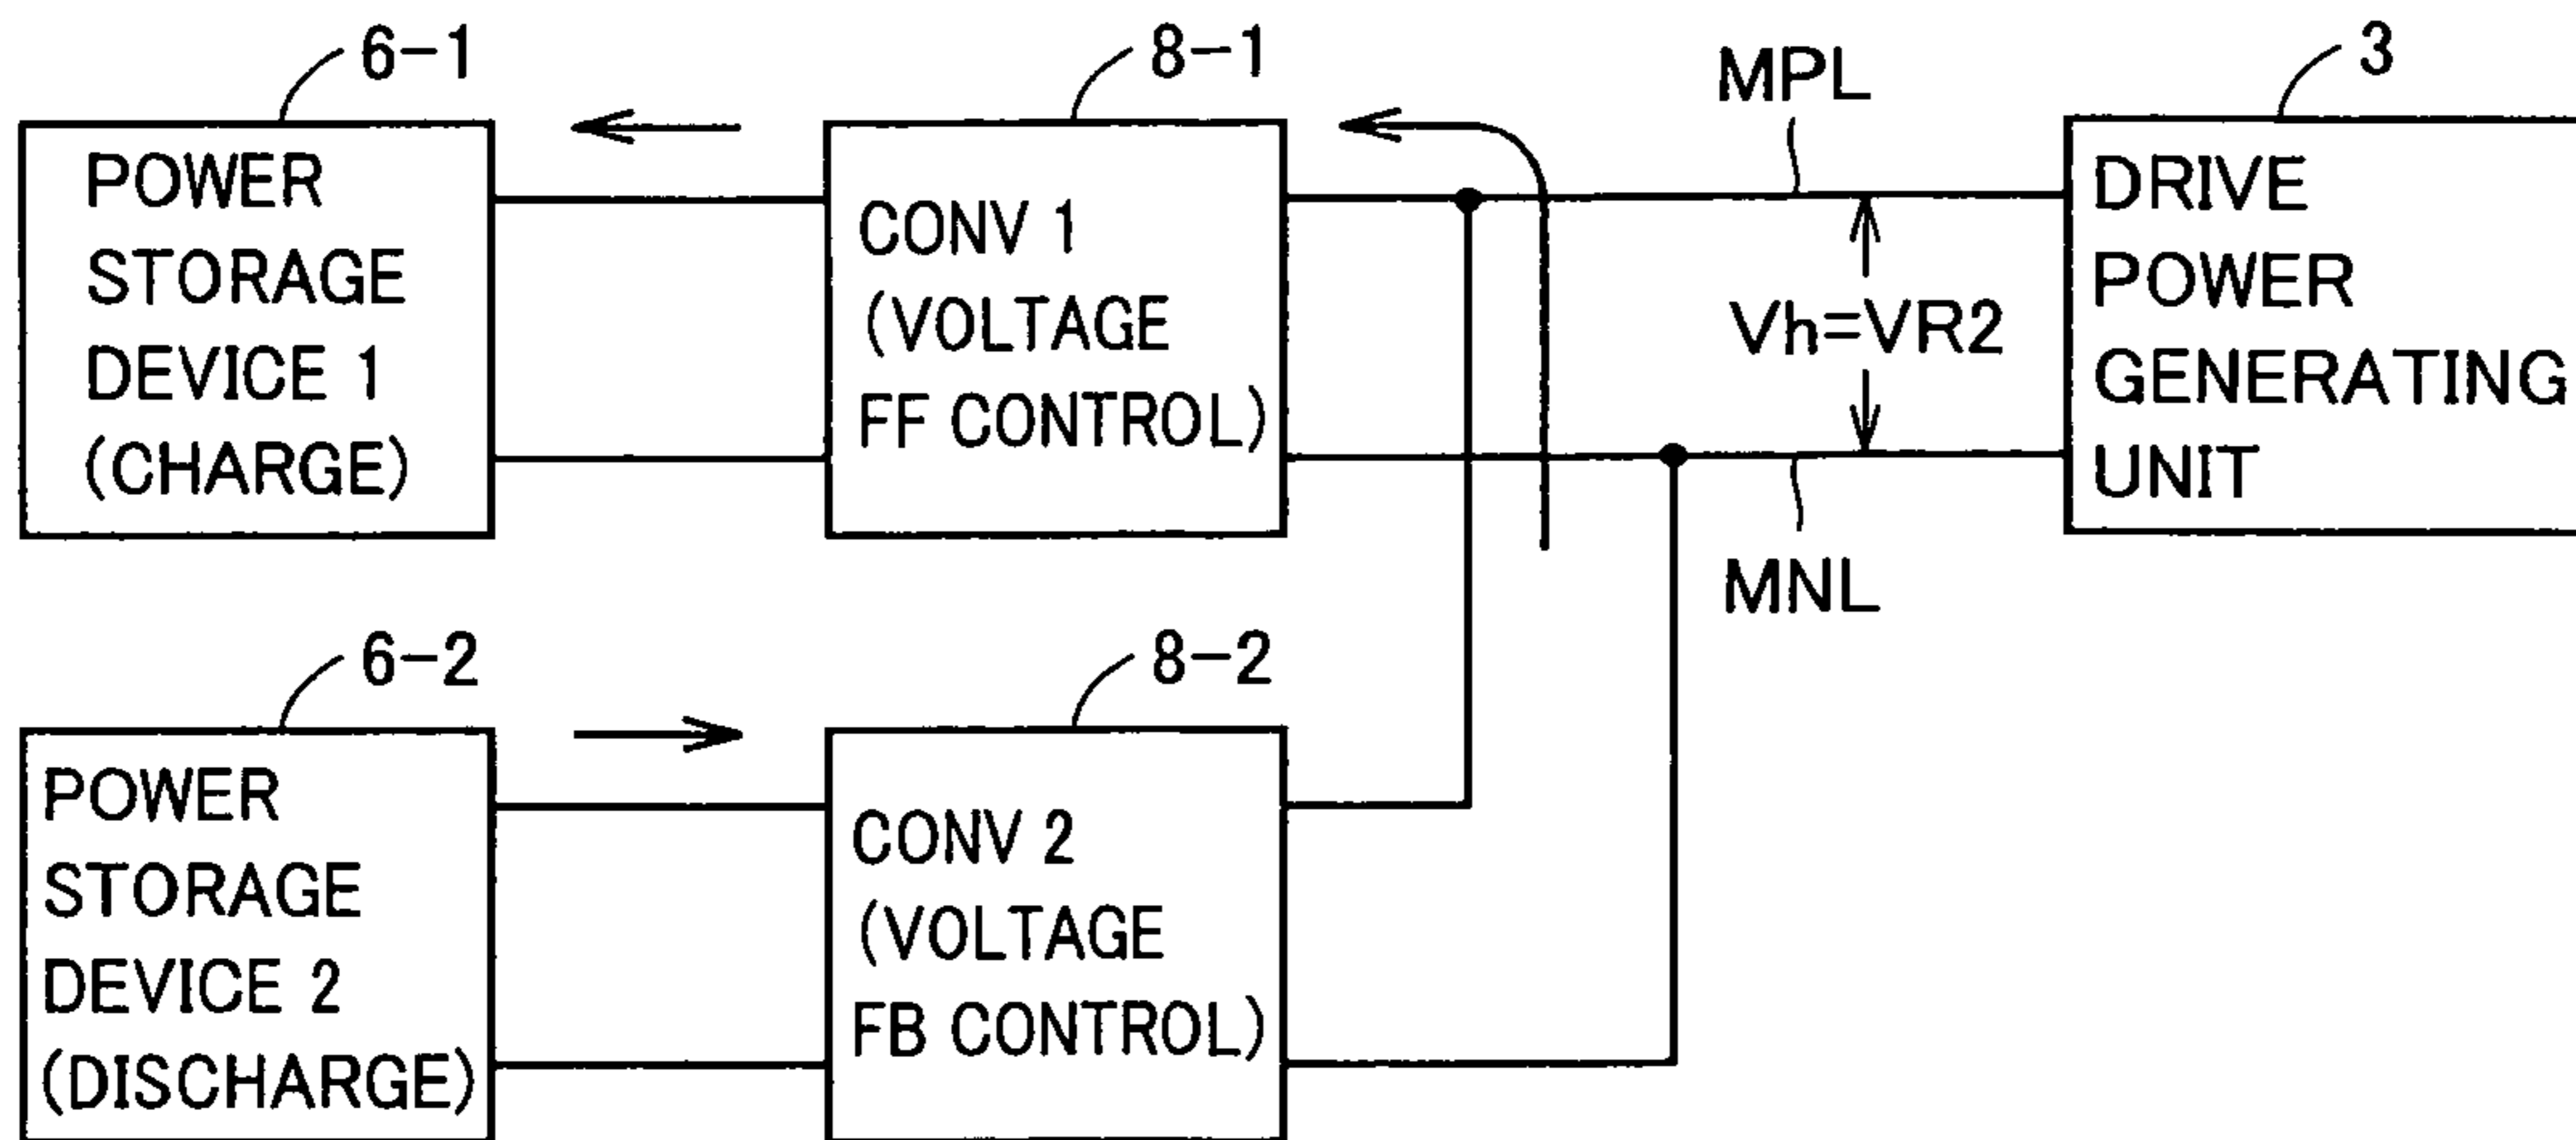 6-1
POWER
STORAGE
DEVICE 1
(CHARGE)
8-1
CONV 1
(VOLTAGE
FF CONTROL)
MPL
Vh=VR2
MNL
3
DRIVE
POWER
GENERATING
UNIT
6-2
POWER
STORAGE
DEVICE 2
(DISCHARGE)
8-2
CONV 2
(VOLTAGE
FB CONTROL)